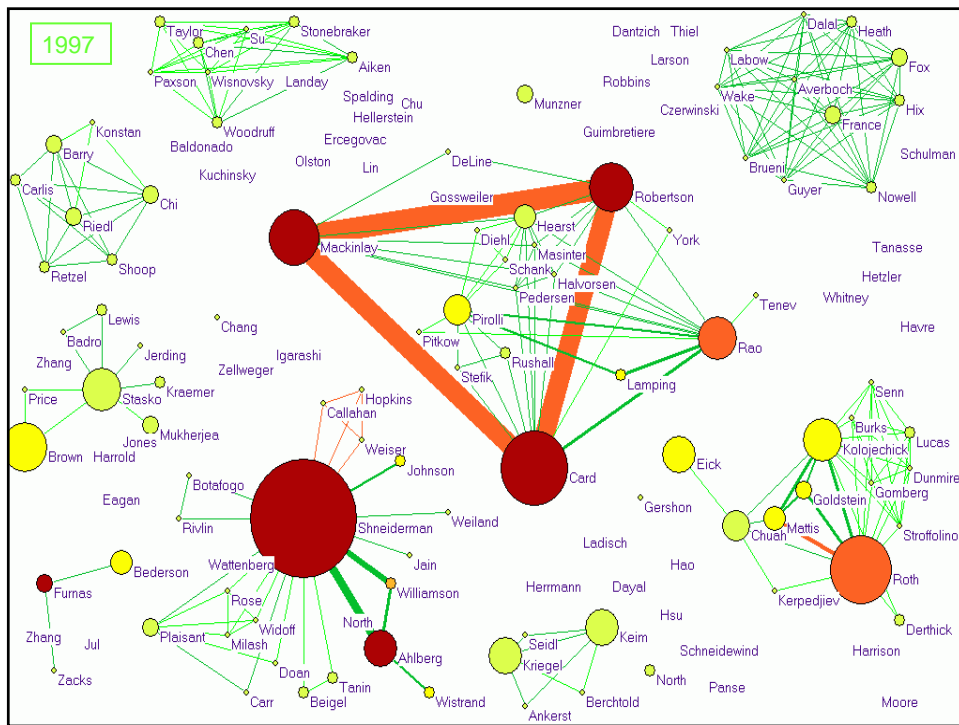 1997
Taylor
Su
Stonebraker
Chen
Aiken
Paxson
Wisnovsky
Landay
Woodruff
Spalding
Chu
Hellerstein
Ercegovac
Baldonado
Kuchinsky
Olston
Lin
DeLine
Munzner
Dantzich
Thiel
Larson
Robbins
Czerwinski
Guimbretiere
Dalal
Heath
Labow
Fox
Wake
Averboch
Hix
France
Bruenin
Guyer
Nowell
Schulman
Konstan
Barry
Carlis
Chi
Riedl
Retzel
Shoop
Gossweiler
Robertson
Mackinlay
Hearst
Diehl
Masinter
York
Schank
Halvorsen
Pedersen
Pirolli
Pitkow
Rushall
Stefik
Lamping
Rao
Tenev
Tanasse
Hetzler
Whitney
Havre
Lewis
Badro
Zhang
Jerding
Price
Stasko
Kraemer
Mukherjea
Jones
Brown
Harrold
Eagan
Chang
Igarashi
Zellweger
Hopkins
Callahan
Weiser
Johnson
Botafogo
Rivlin
Shneiderman
Weiland
Card
Eick
Gershon
Ladisch
Senn
Burks
Kolojechick
Lucas
Dunmire
Goldstein
Gomberg
Mattis
Chuah
Stroffolino
Roth
Kerpedjiev
Derthick
Harrison
Moore
Wattenberg
Jain
Williamson
Bederson
Furnas
Rose
Plaisant
Widoff
Milash
North
Ahlberg
Zhang
Jul
Zacks
Doan
Carr
Tanin
Beigel
Wistrand
Herrmann
Dayal
Hao
Hsu
Seidl
Keim
Kriegel
Schneidewind
North
Panse
Berchtold
Ankerst